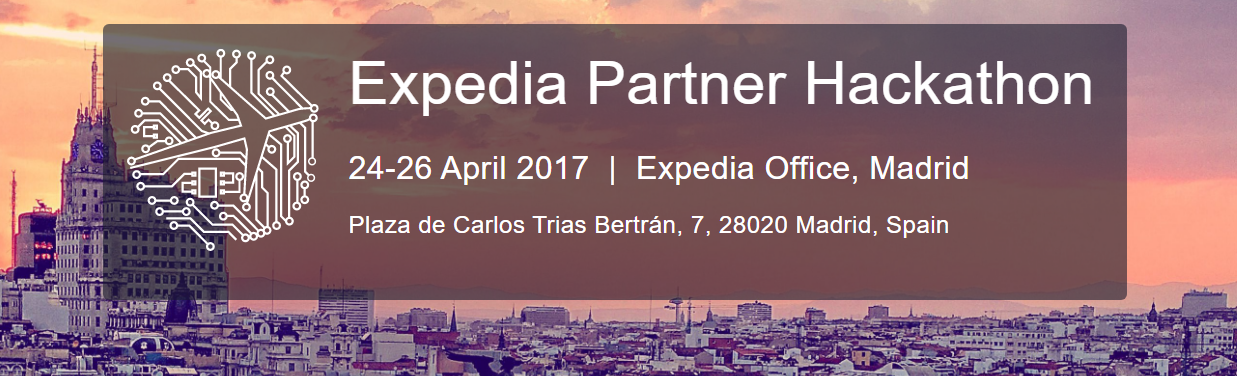 Expedia Partner Hackathon
24-26 April 2017 | Expedia Office, Madrid
Plaza de Carlos Trias Bertrán, 7, 28020 Madrid, Spain